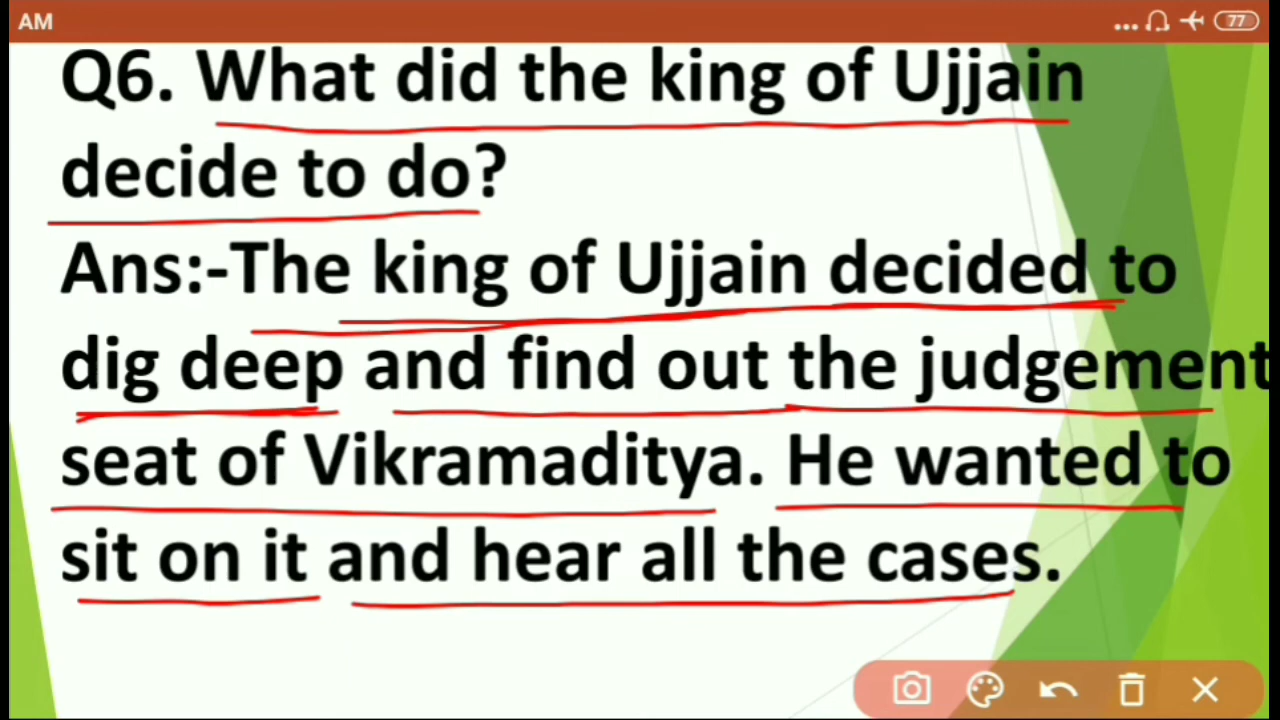 AM
77
Q6. What did the king of Ujjain
decide to do?
Ans:-The king of Ujjain decided to
dig deep and find out the judgement
seat of Vikramaditya. He wanted to
sit on it and hear all the cases.